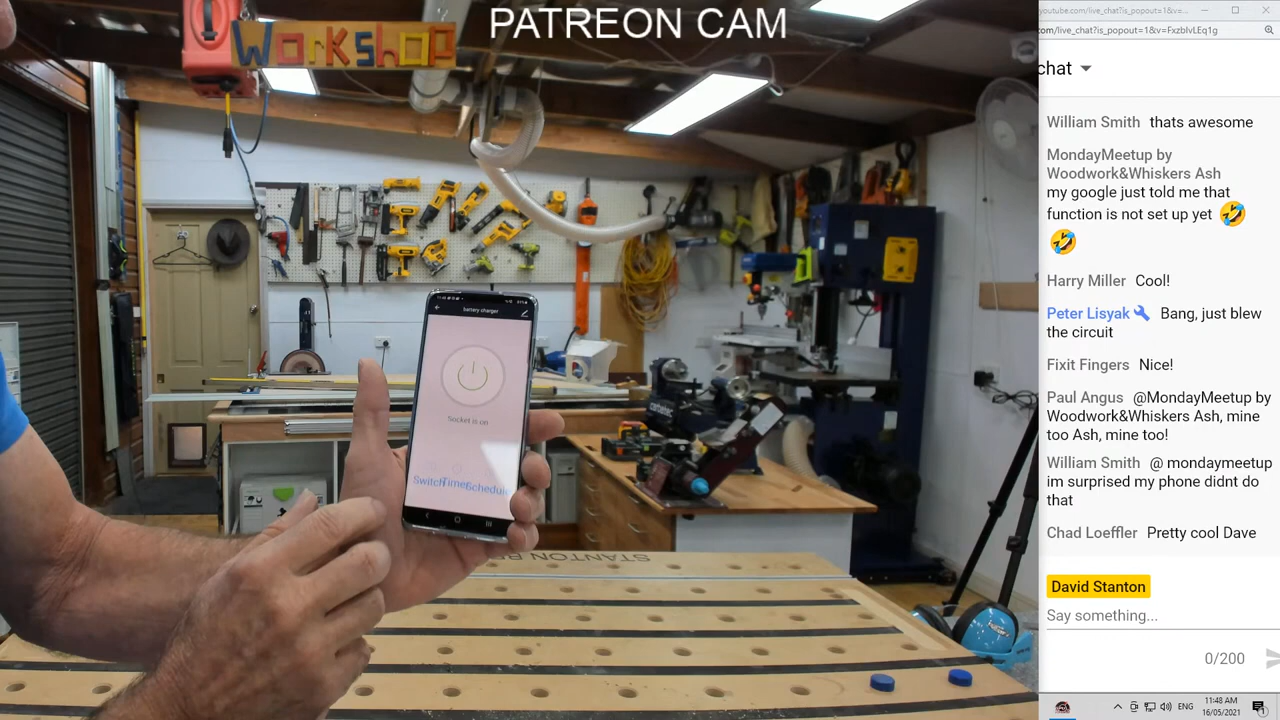 PATREON CAM
WorkShop
battery charger
Socket is on
Switch Timer Schedule
STANTON
youtube.com/live_chat?is_popout=1&v=...
com/live_chat?is_popout=1&v=FxzbIvLEq1g
chat
William Smith thats awesome
MondayMeetup by
Woodwork&Whiskers Ash
my google just told me that
function is not set up yet 🤣
🤣
Harry Miller Cool!
Peter Lisyak Bang, just blew
the circuit
Fixit Fingers Nice!
Paul Angus @MondayMeetup by
Woodwork&Whiskers Ash, mine
too Ash, mine too!
William Smith @ mondaymeetup
im surprised my phone didnt do
that
Chad Loeffler Pretty cool Dave
David Stanton
Say something...
0/200
ENG
11:48 AM
16/05/2021